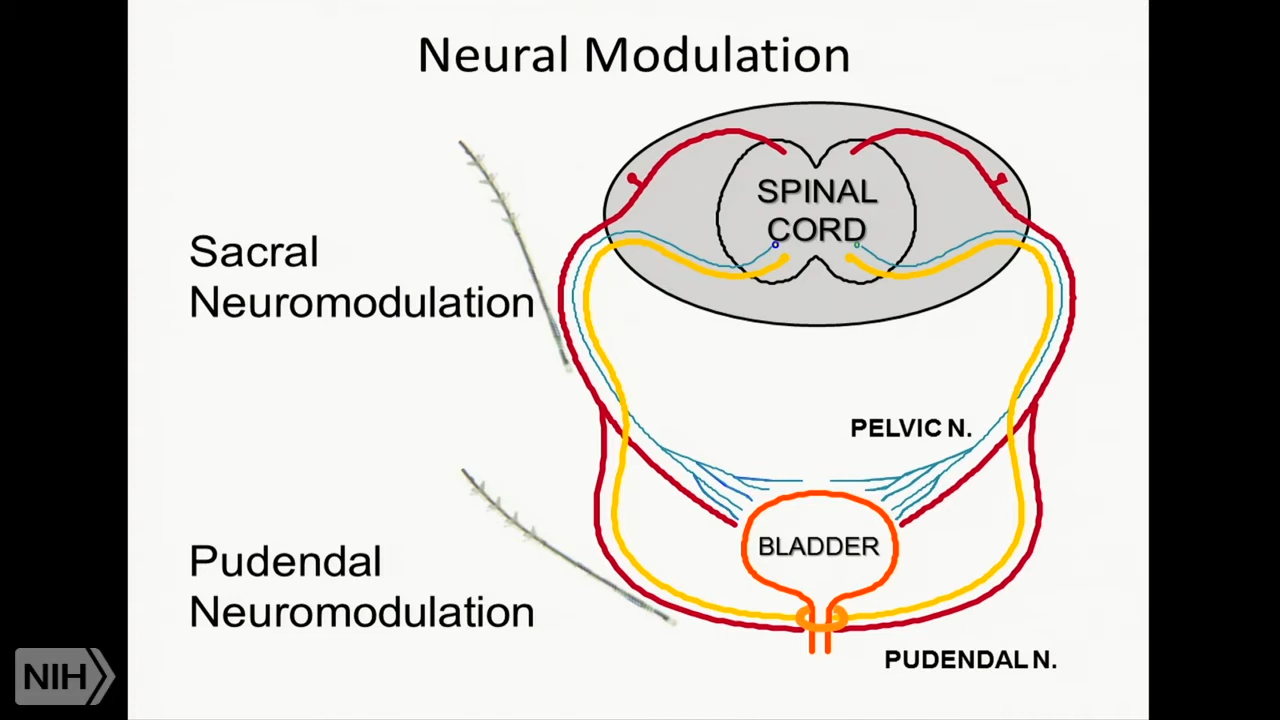 Neural Modulation
SPINAL
CORD
Sacral
Neuromodulation
PELVIC N.
BLADDER
Pudendal
Neuromodulation
PUDENDAL N.
NIH